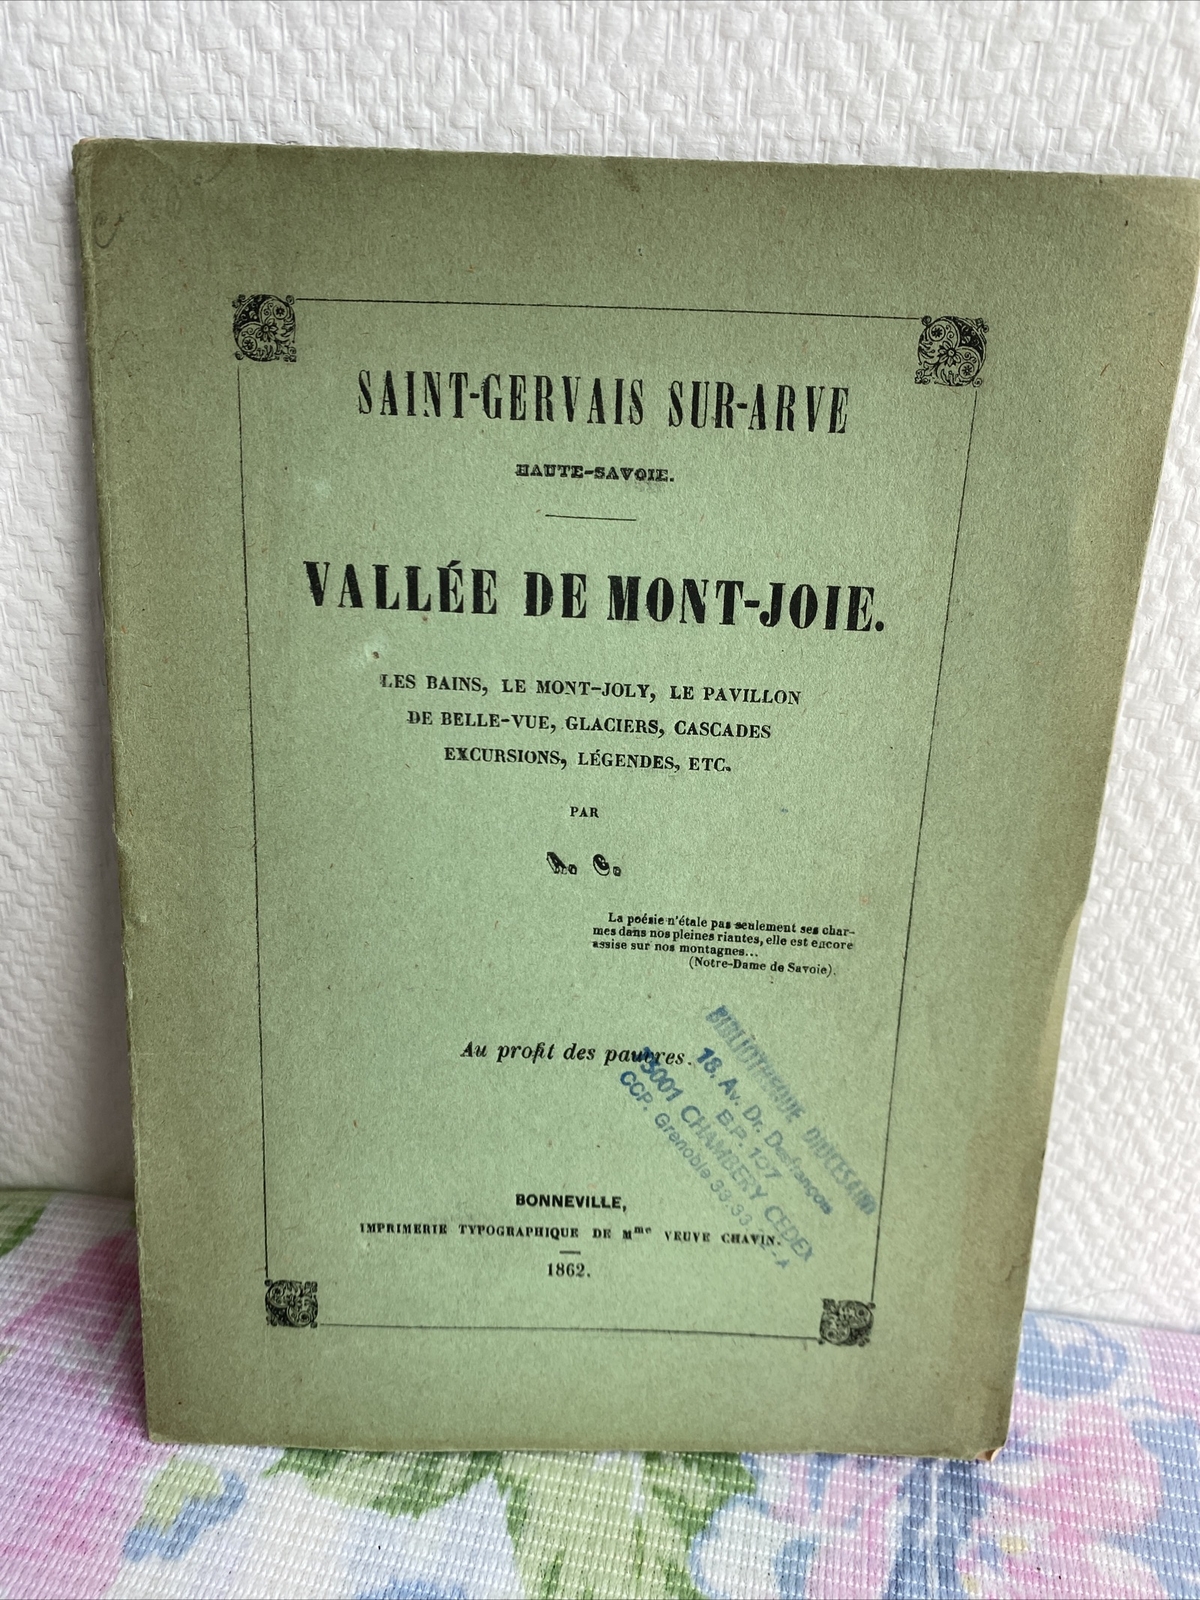 SAINT-GERVAIS SUR-ARVE
HAUTE-SAVOIE.
VALLÉE DE MONT-JOIE.
LES BAINS, LE MONT-JOLY, LE PAVILLON
DE BELLE-VUE, GLACIERS, CASCADES
EXCURSIONS, LÉGENDES, ETC.
PAR
A. C.
La poésie n'étale pas seulement ses char-
mes dans nos pleines riantes, elle est encore
assise sur nos montagnes...
(Notre-Dame de Savoie).
Au profit des pauvres.
BIBLIOTHEQUE DIOCESAINE
18, Av. Dr. Desfrançois
B.P. 107
73001 CHAMBERY CEDEX
CCP. Grenoble 33.93
BONNEVILLE,
IMPRIMERIE TYPOGRAPHIQUE DE Mme VEUVE CHAVIN.
1862.